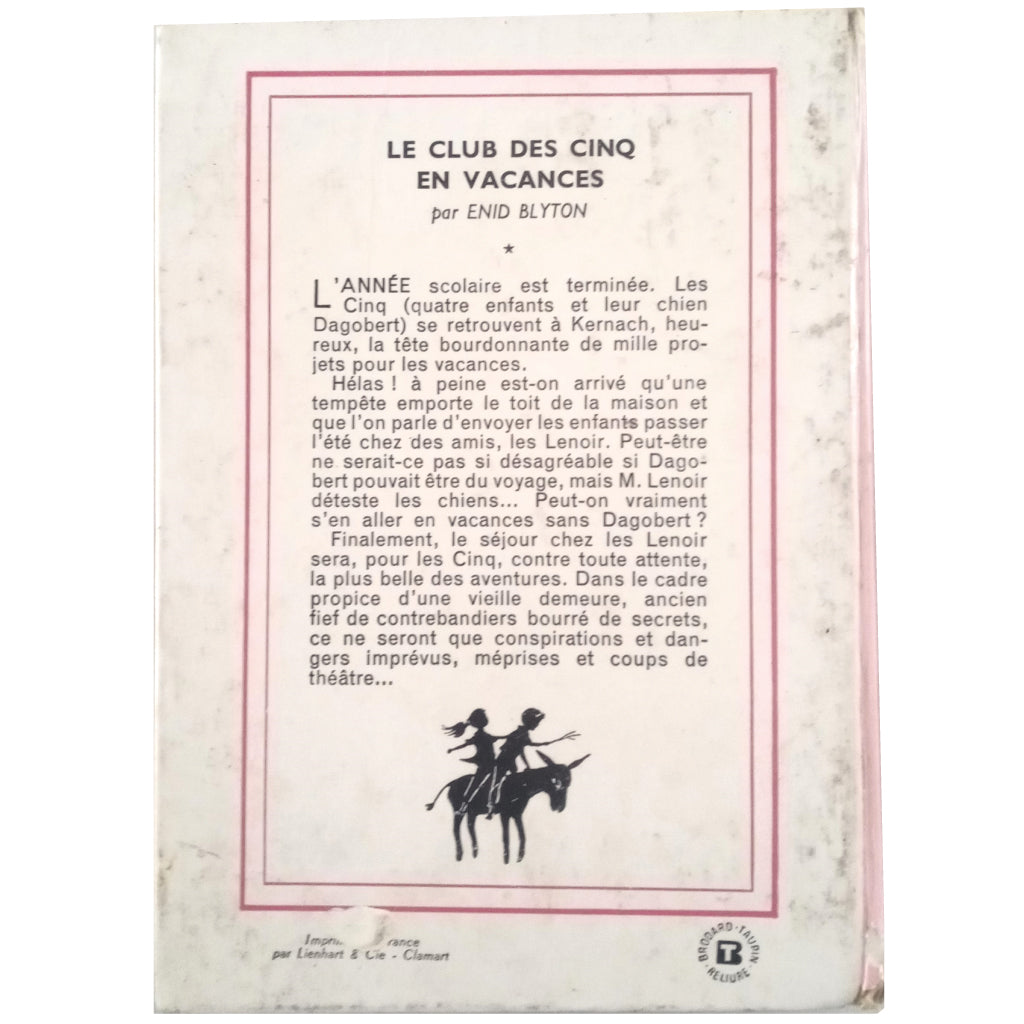 LE CLUB DES CINQ
EN VACANCES
par ENID BLYTON
L'ANNÉE scolaire est terminée. Les
Cinq (quatre enfants et leur chien
Dagobert) se retrouvent à Kernach, heu-
reux, la tête bourdonnante de mille pro-
jets pour les vacances.
Hélas ! à peine est-on arrivé qu'une
tempête emporte le toit de la maison et
que l'on parle d'envoyer les enfants passer
l'été chez des amis, les Lenoir. Peut-être
ne serait-ce pas si désagréable si Dago-
bert pouvait être du voyage, mais M. Lenoir
déteste les chiens... Peut-on vraiment
s'en aller en vacances sans Dagobert ?
Finalement, le séjour chez les Lenoir
sera, pour les Cinq, contre toute attente,
la plus belle des aventures. Dans le cadre
propice d'une vieille demeure, ancien
fief de contrebandiers bourré de secrets,
ce ne seront que conspirations et dan-
gers imprévus, méprises et coups de
théâtre...
par Lienhart & Cie - Clamart
BRODARD · TAUPIN
· RELIURE ·
BT